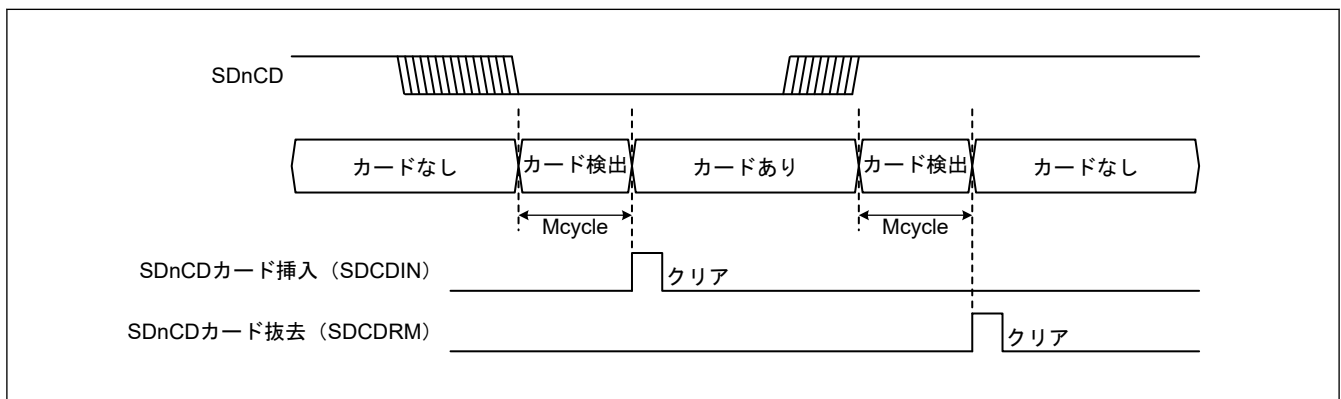 SDnCD
カードなし カード検出 カードあり カード検出 カードなし
Mcycle Mcycle
SDnCDカード挿入（SDCDIN） クリア
SDnCDカード抜去（SDCDRM） クリア